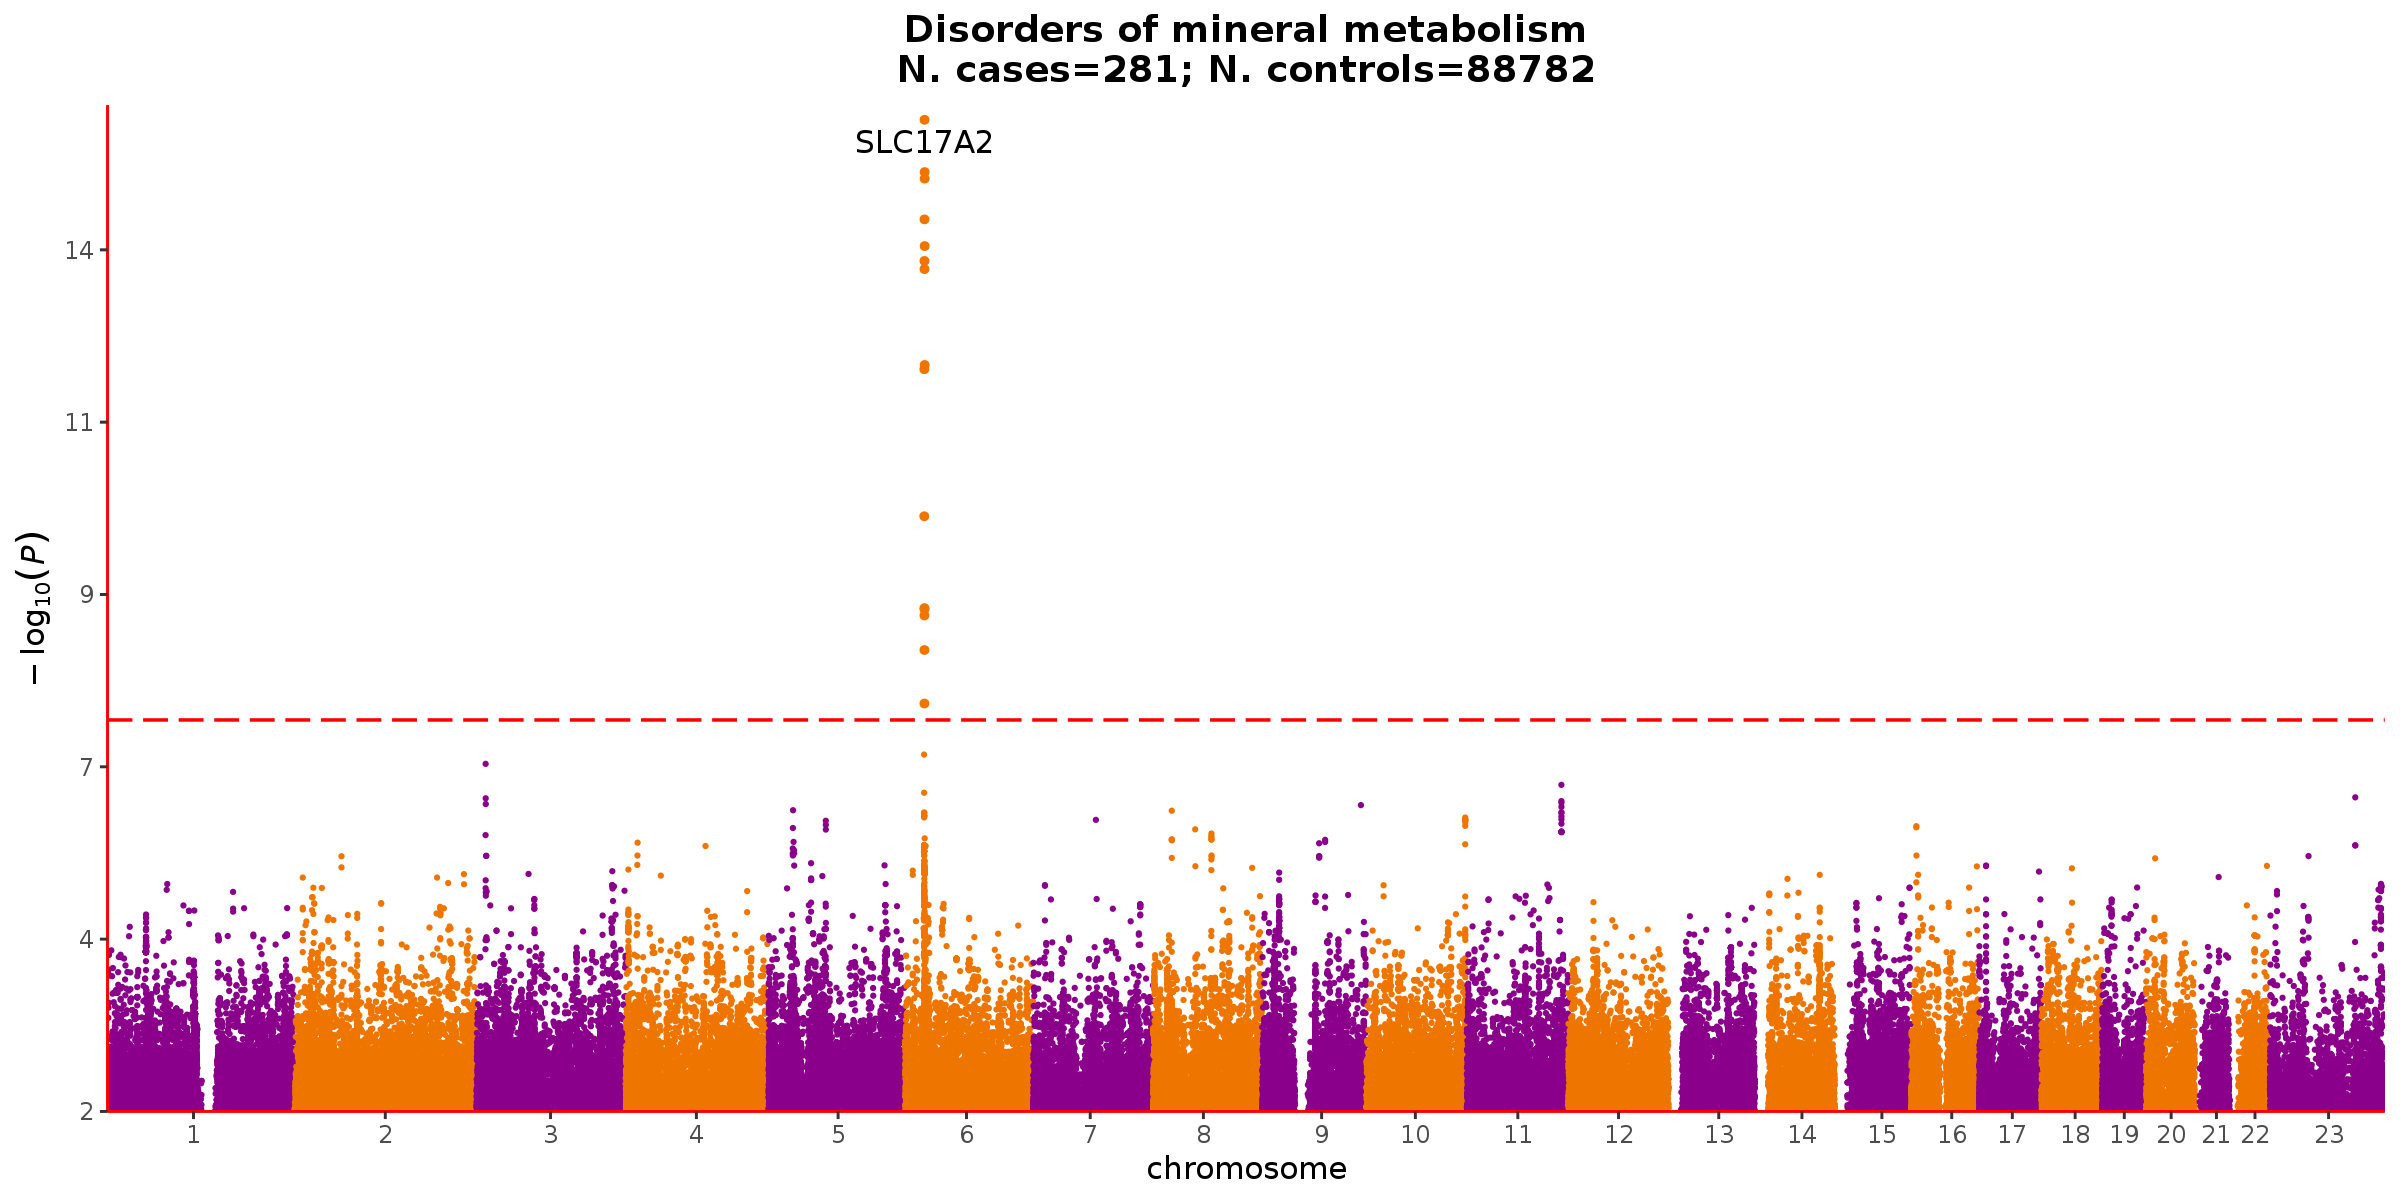 Disorders of mineral metabolism
N. cases=281; N. controls=88782
SLC17A2
14
11
9
7
4
2
−log10(P)
1 2 3 4 5 6 7 8 9 10 11 12 13 14 15 16 17 18 19 20 21 22 23
chromosome